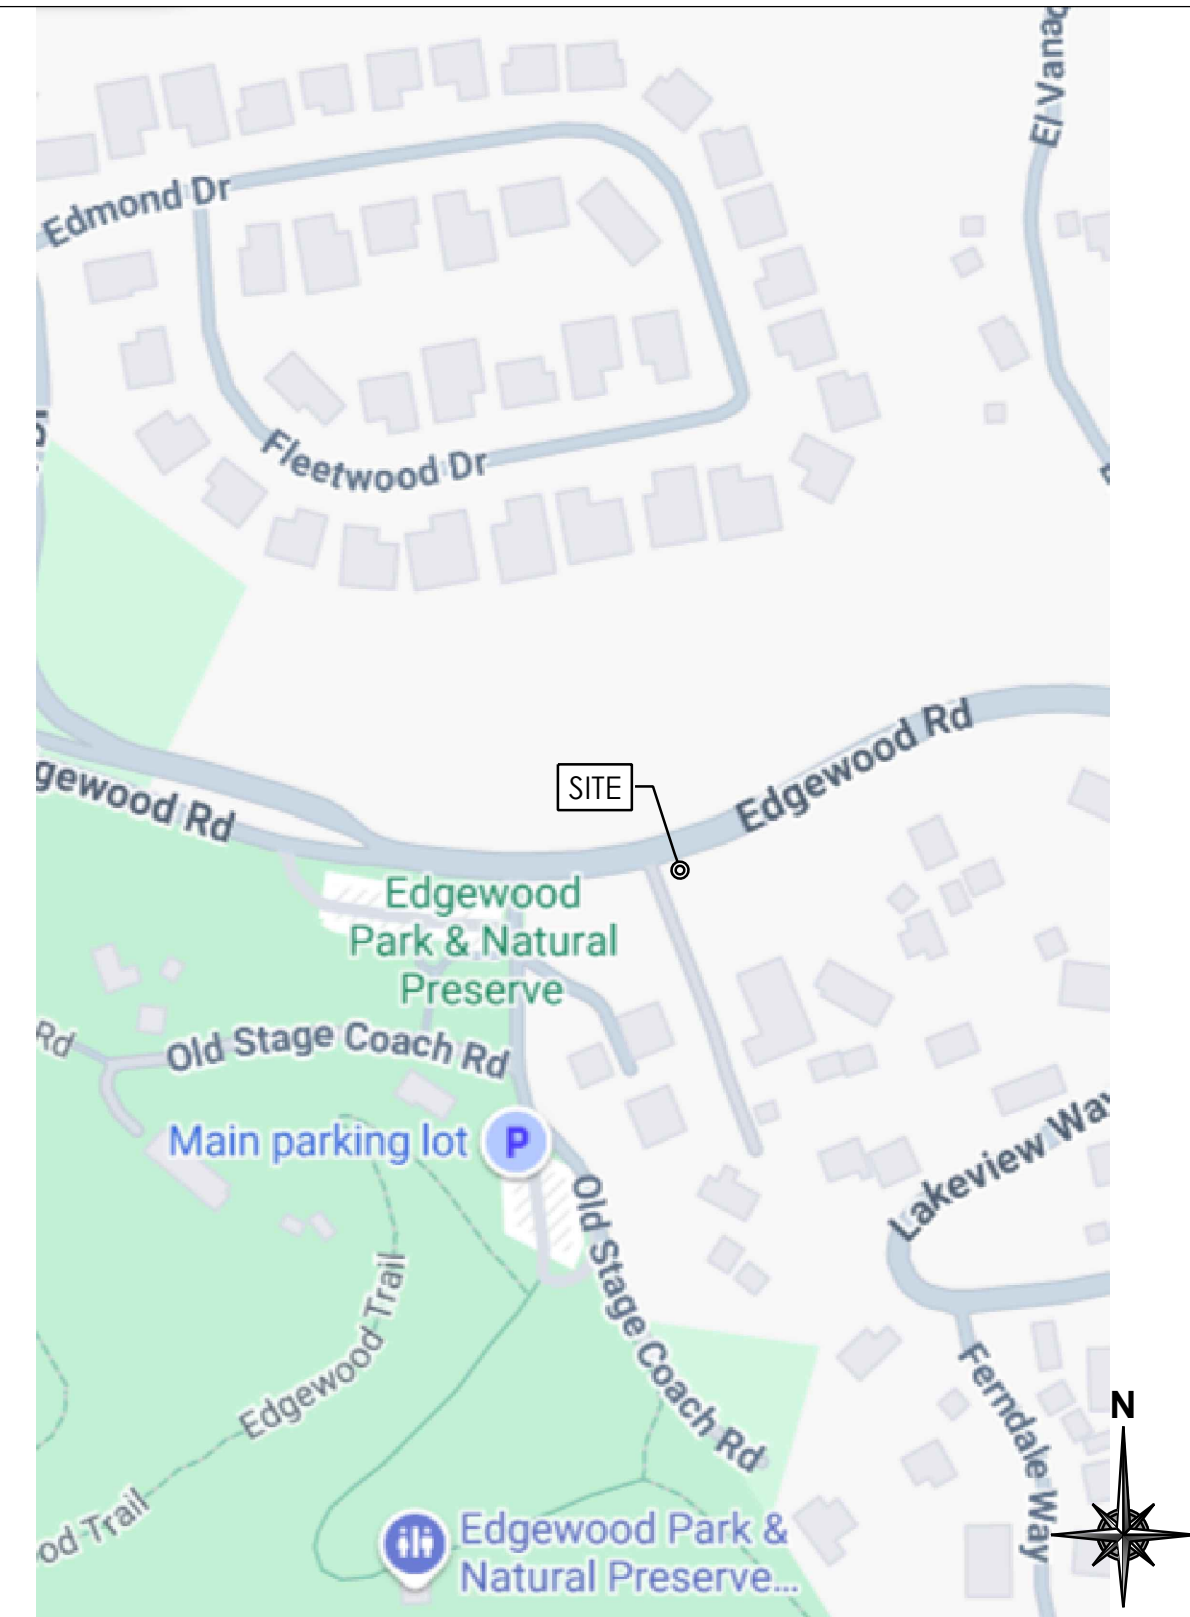 El Vanad
Edmond Dr
Fleetwood Dr
Edgewood Rd
SITE
gewood Rd
Edgewood
Park & Natural
Preserve
Rd
Old Stage Coach Rd
Main parking lot
P
Lakeview Way
Old Stage Coach Rd
Edgewood Trail
Ferndale Way
N
od Trail
Edgewood Park &
Natural Preserve...